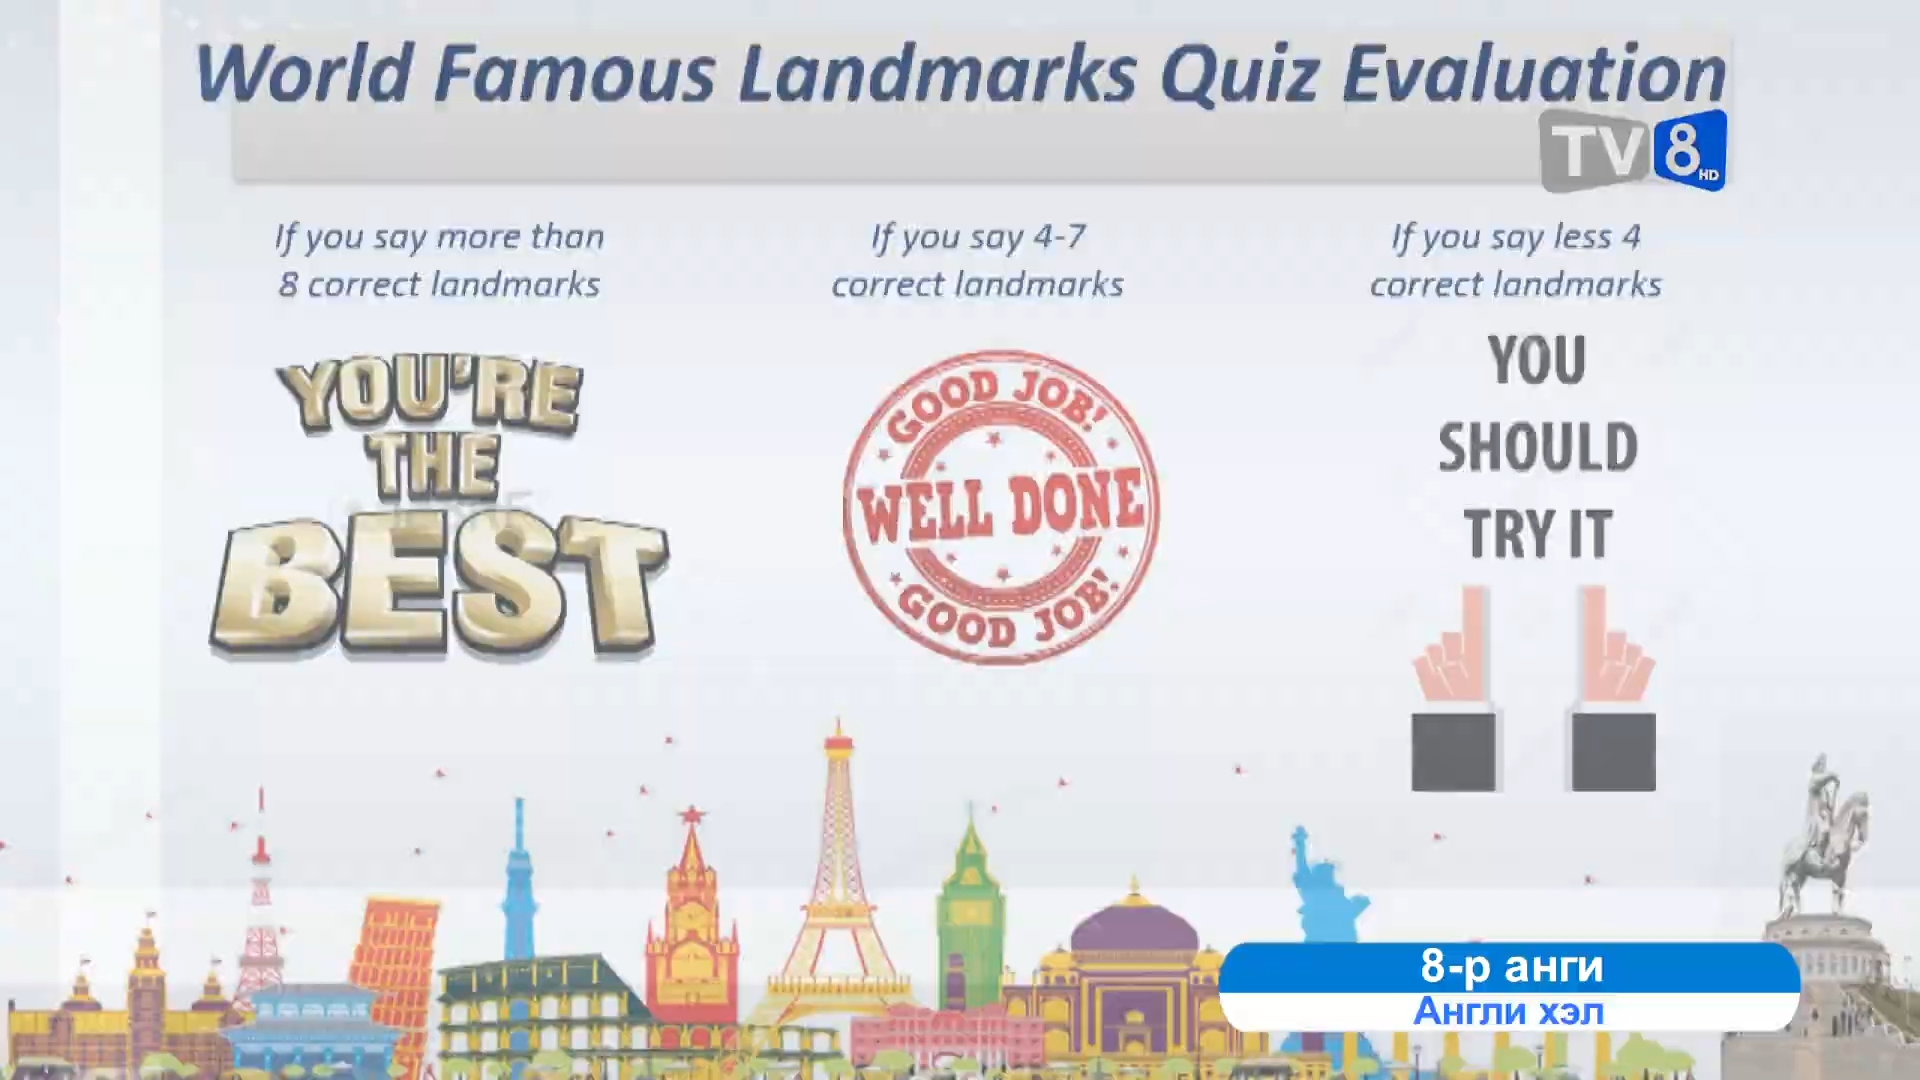 World Famous Landmarks Quiz Evaluation
TV8 HD
If you say more than
8 correct landmarks
YOU'RE
THE
BEST
If you say 4-7
correct landmarks
GOOD JOB!
WELL DONE
GOOD JOB!
If you say less 4
correct landmarks
YOU
SHOULD
TRY IT
8-р анги
Англи хэл